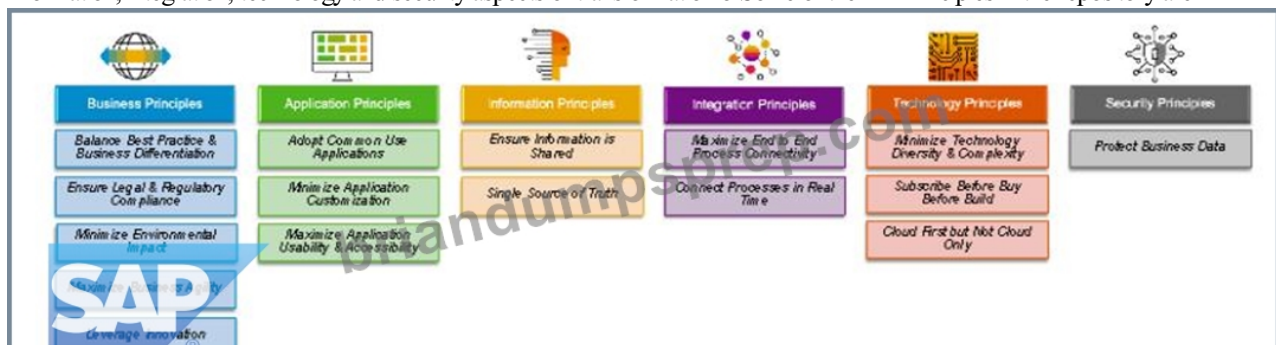 Business Principles
Balance Best Practice &
Business Differentiation
Ensure Legal & Regulatory
Compliance
Minimize Environmental
Impact
Maximize Business Agility
Leverage Innovation
Application Principles
Adopt Common Use
Applications
Minimize Application
Customization
Maximize Application
Usability & Accessibility
Information Principles
Ensure Information is
Shared
Single Source of Truth
Integration Principles
Maximize End to End
Process Connectivity
Connect Processes in Real
Time
Technology Principles
Minimize Technology
Diversity & Complexity
Subscribe Before Buy
Before Build
Cloud First but Not Cloud
Only
Security Principles
Protect Business Data
briandumpsprep.com
SAP
®